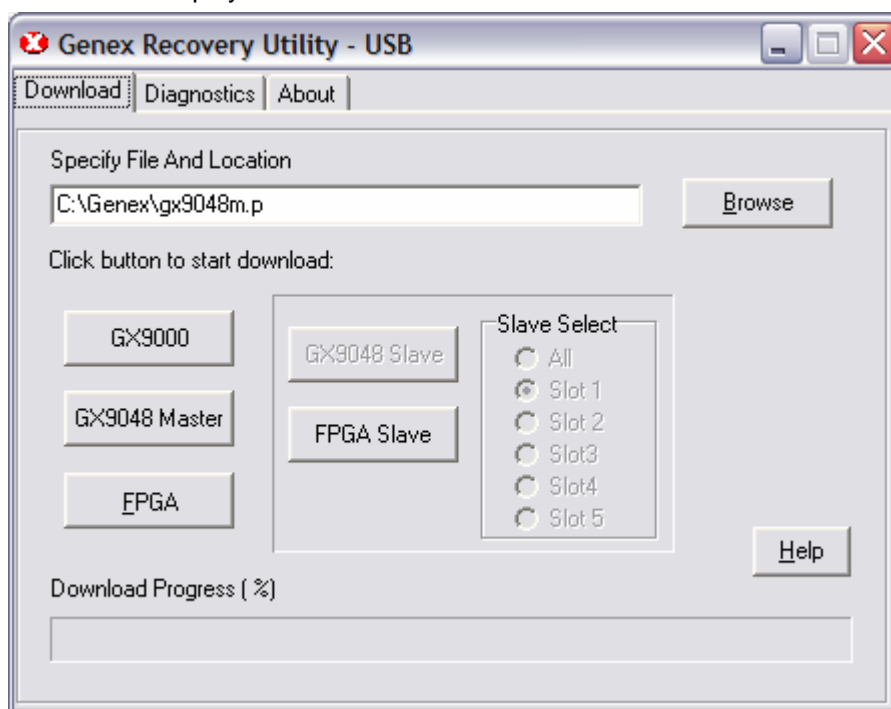 Genex Recovery Utility - USB
Download Diagnostics About
Specify File And Location
C:\Genex\gx9048m.p
Browse
Click button to start download:
GX9000
GX9048 Master
FPGA
GX9048 Slave
FPGA Slave
Slave Select
All
Slot 1
Slot 2
Slot3
Slot4
Slot 5
Help
Download Progress ( %)